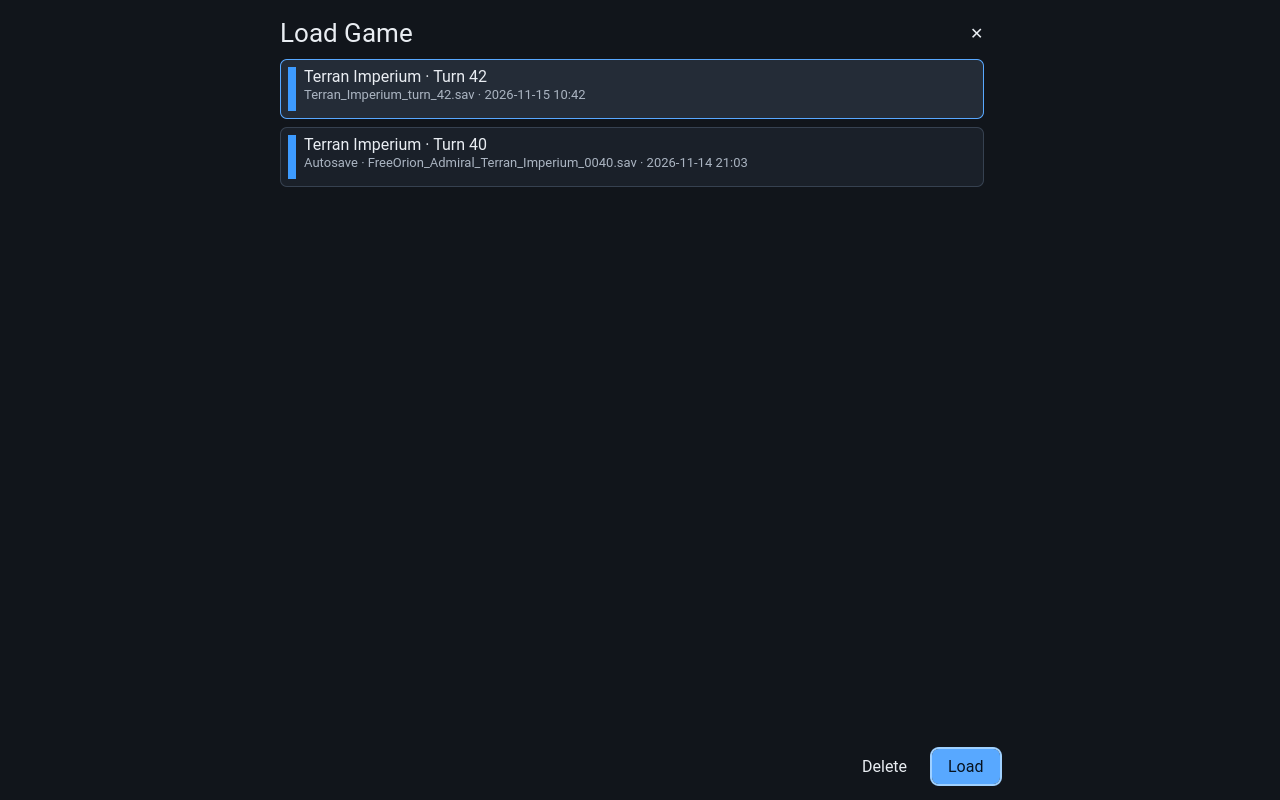 Load Game
✕
Terran Imperium · Turn 42
Terran_Imperium_turn_42.sav · 2026-11-15 10:42
Terran Imperium · Turn 40
Autosave · FreeOrion_Admiral_Terran_Imperium_0040.sav · 2026-11-14 21:03
Delete
Load